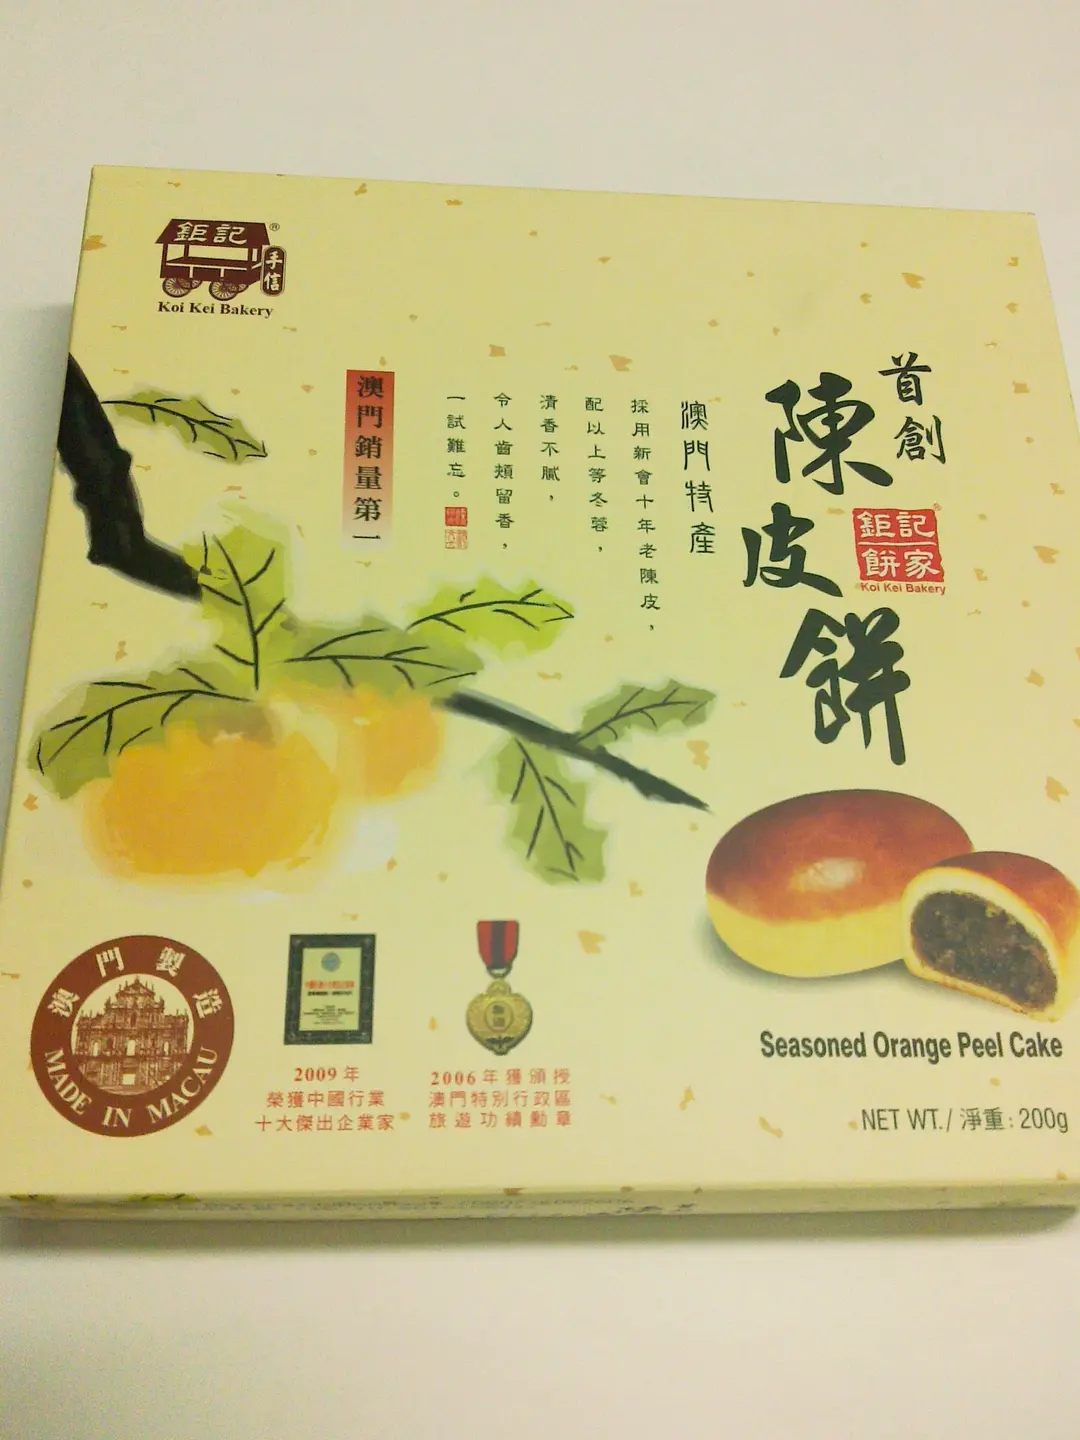 鉅記®
手信
Koi Kei Bakery
首創
陳皮餅
鉅記
餅家
Koi Kei Bakery
澳門特產
採用新會十年老陳皮，
配以上等冬蓉，
清香不膩，
令人齒頰留香，
一試難忘。
澳門銷量第一
澳門製造
MADE IN MACAU
2009年
榮獲中國行業
十大傑出企業家
2006年獲頒授
澳門特別行政區
旅遊功績勳章
Seasoned Orange Peel Cake
NET WT./ 淨重: 200g